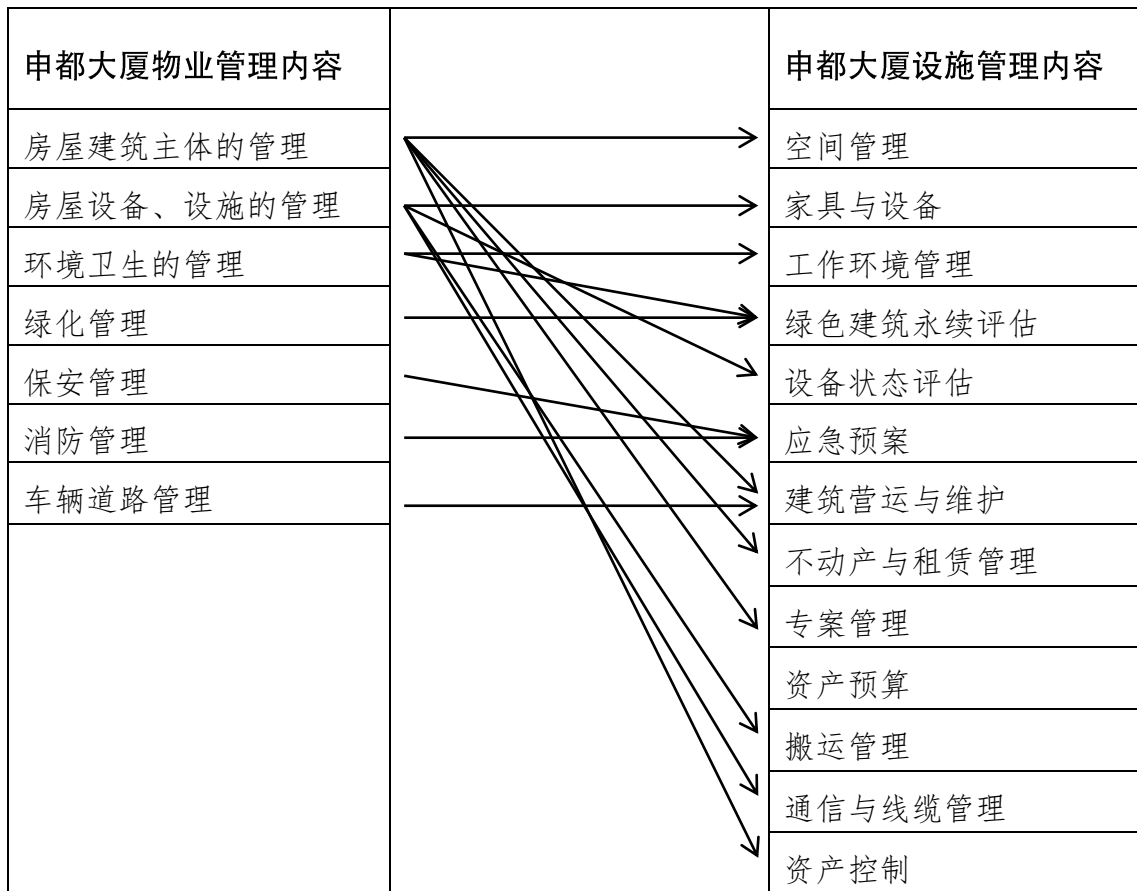 申都大厦物业管理内容
申都大厦设施管理内容
房屋建筑主体的管理
空间管理
房屋设备、设施的管理
家具与设备
环境卫生的管理
工作环境管理
绿化管理
绿色建筑永续评估
保安管理
设备状态评估
消防管理
应急预案
车辆道路管理
建筑营运与维护
不动产与租赁管理
专案管理
资产预算
搬运管理
通信与线缆管理
资产控制